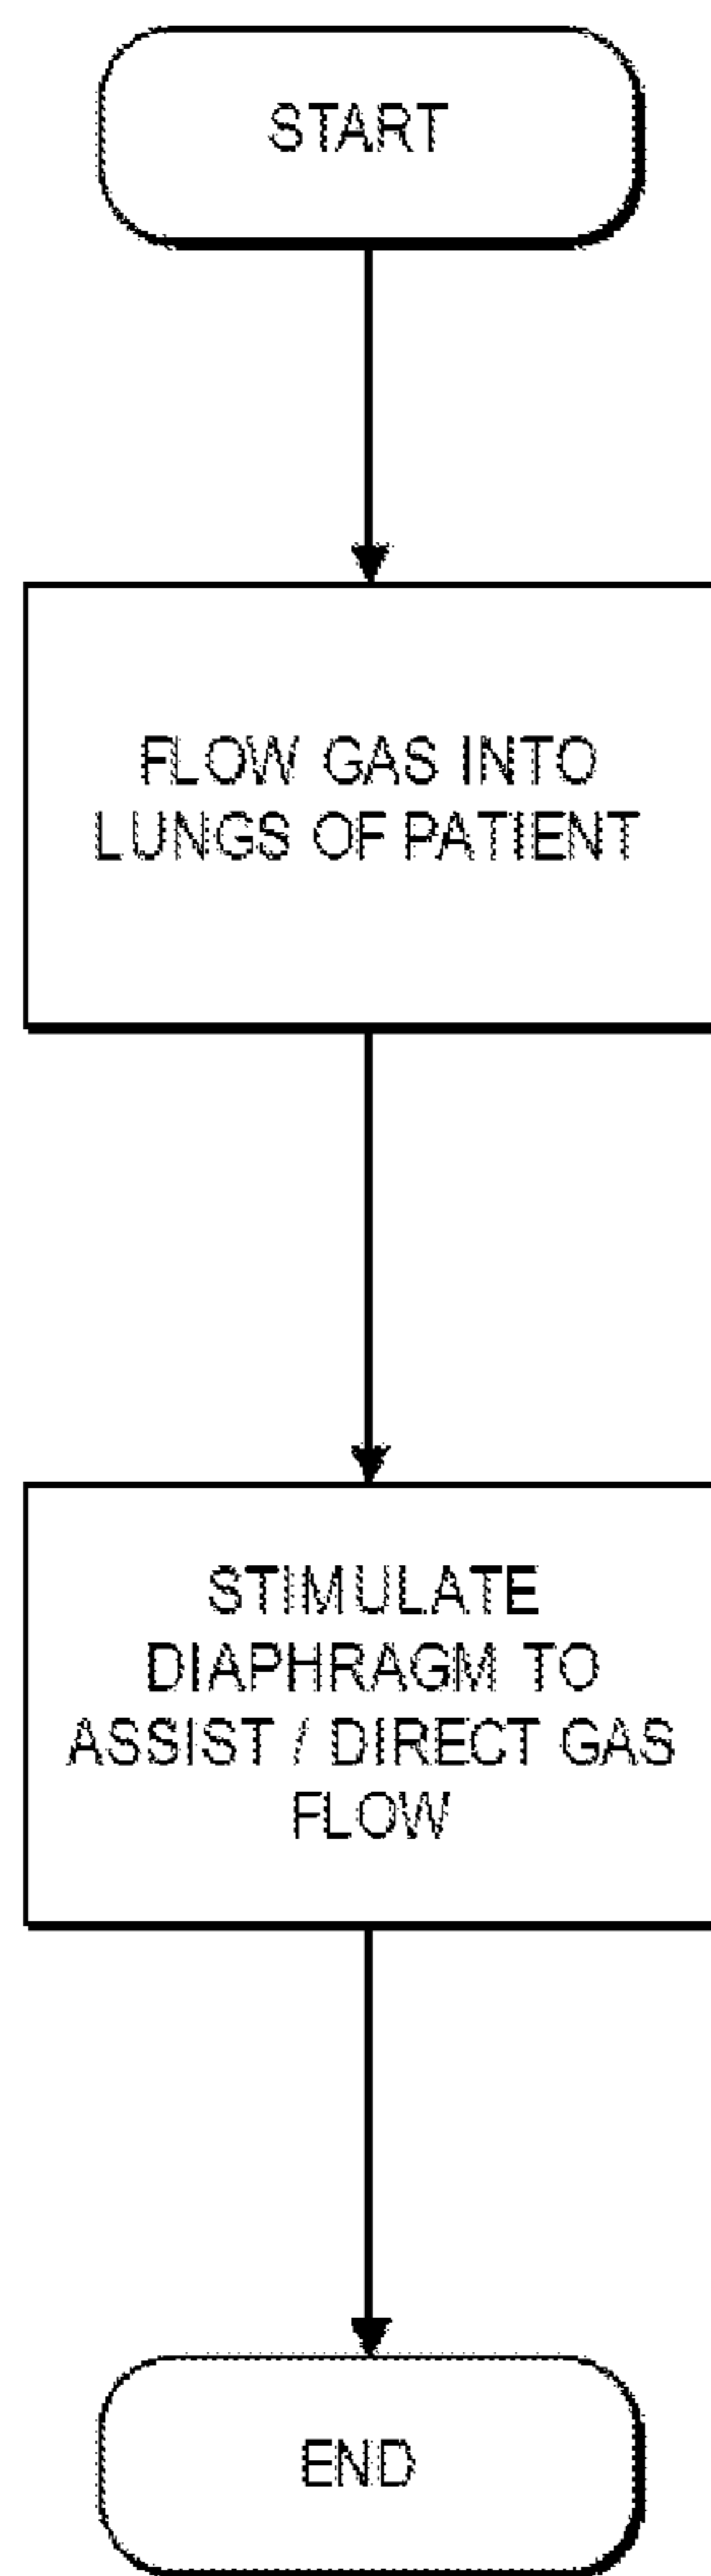 START
FLOW GAS INTO
LUNGS OF PATIENT
STIMULATE
DIAPHRAGM TO
ASSIST / DIRECT GAS
FLOW
END